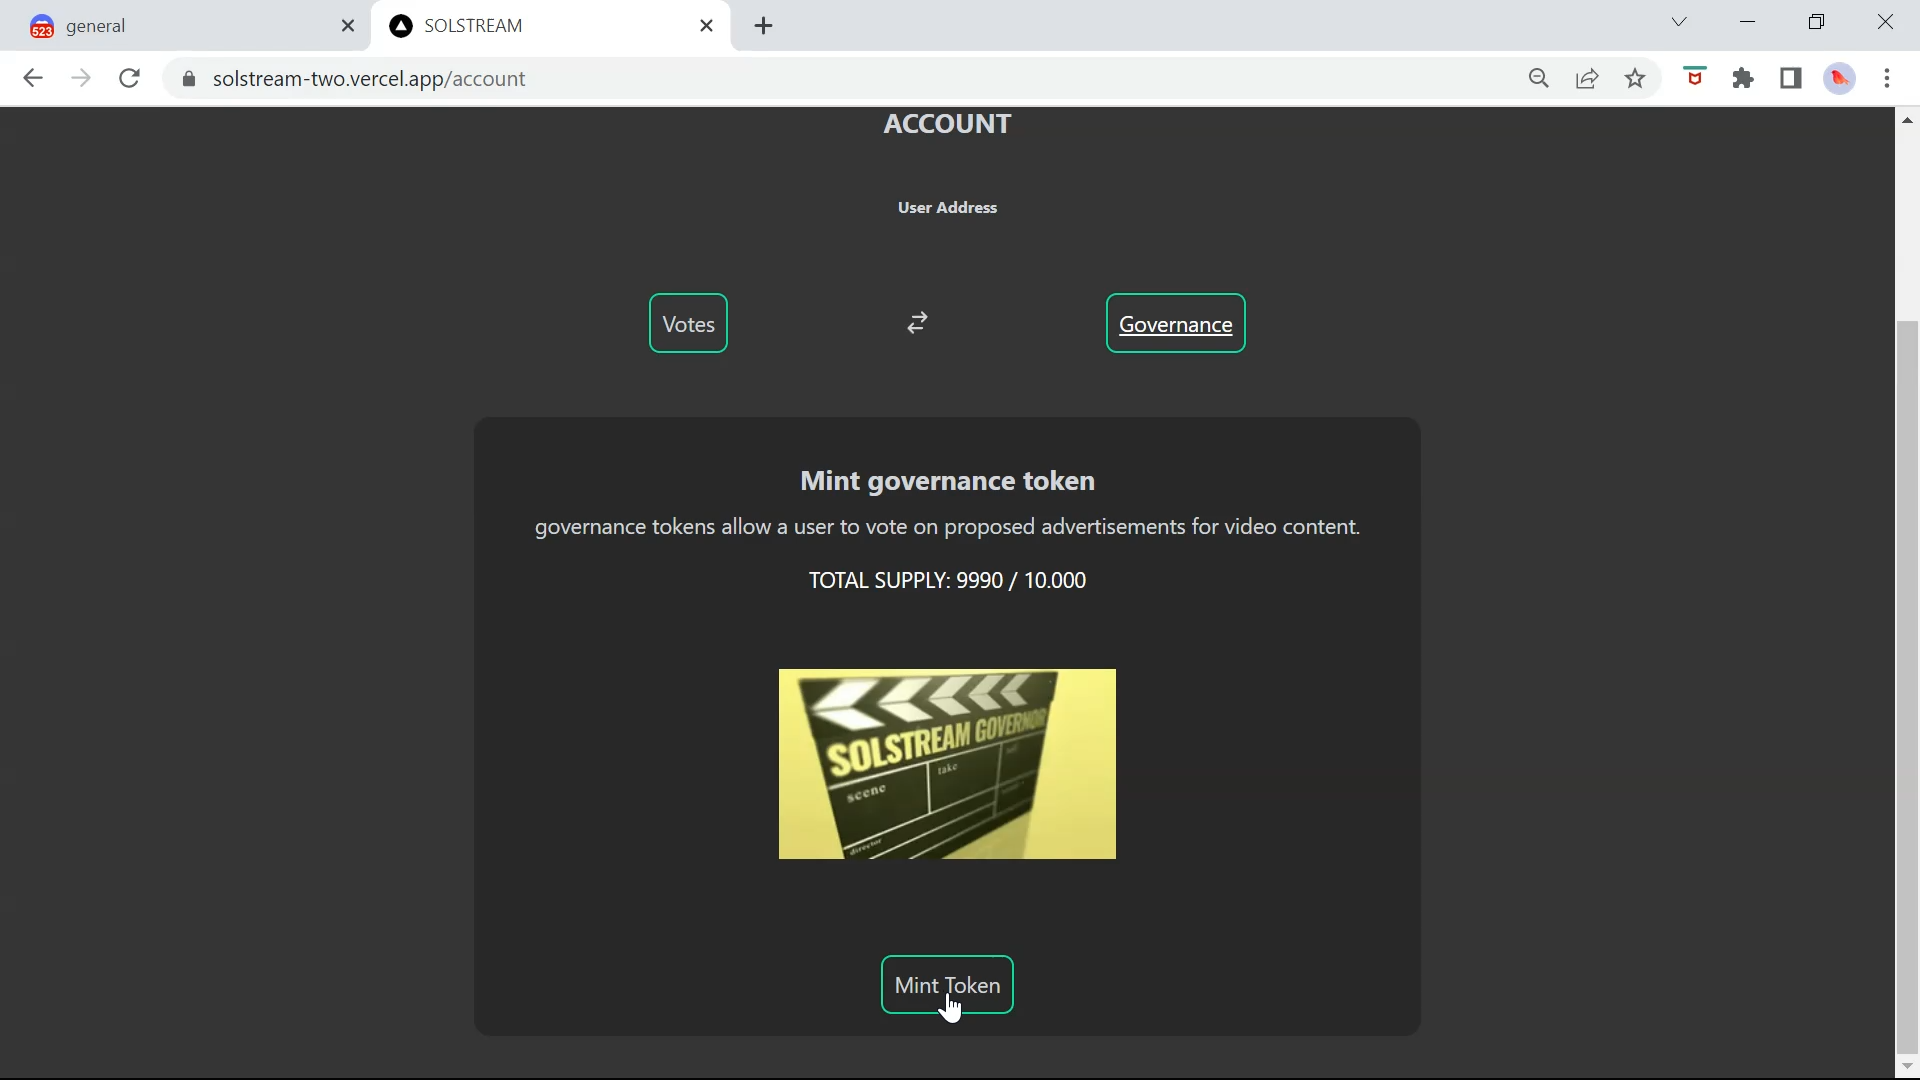 523 general
SOLSTREAM
solstream-two.vercel.app/account
ACCOUNT
User Address
Votes
Governance
Mint governance token
governance tokens allow a user to vote on proposed advertisements for video content.
TOTAL SUPPLY: 9990 / 10.000
SOLSTREAM GOVERNOR
scene
take
director
Mint Token